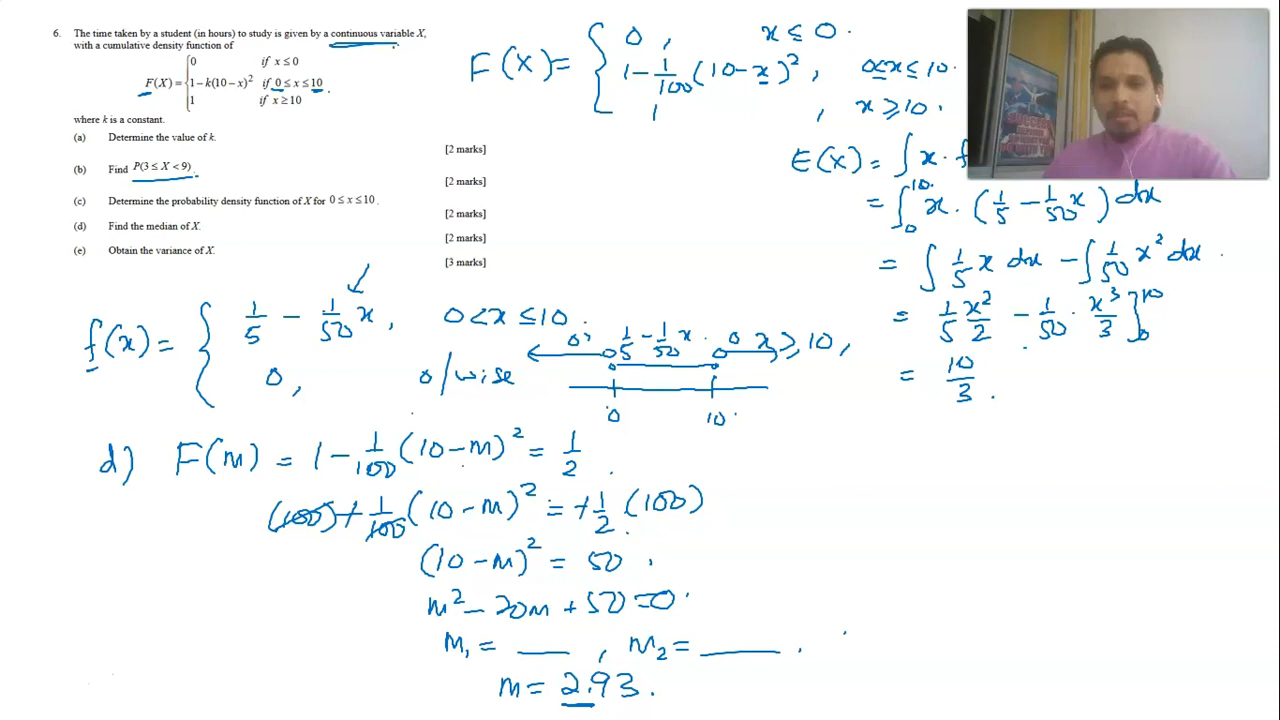 6. The time taken by a student (in hours) to study is given by a continuous variable X,
with a cumulative density function of
F(X) = { 0 if x ≤ 0
1 − k(10 − x)² if 0 ≤ x ≤ 10
1 if x ≥ 10
where k is a constant.
(a) Determine the value of k.
[2 marks]
(b) Find P(3 ≤ X < 9).
[2 marks]
(c) Determine the probability density function of X for 0 ≤ x ≤ 10.
[2 marks]
(d) Find the median of X.
[2 marks]
(e) Obtain the variance of X.
[3 marks]
F(X) = { 0, x ≤ 0.
1 − 1/100 (10 − x)², 0 < x ≤ 10.
1, x ≥ 10.
E(X) = ∫ x · f
= ∫₀¹⁰ x · (1/5 − 1/50 x) dx
= ∫ 1/5 x dx − ∫ 1/50 x² dx
= 1/5 x²/2 − 1/50 · x³/3 ]₀¹⁰
= 10/3.
f(x) = { 1/5 − 1/50 x, 0 < x ≤ 10
0, o/wise
0; 1/5 − 1/50 x. 0 x ≥ 10,
0 10
d) F(m) = 1 − 1/100 (10 − m)² = 1/2
(100) + 1/100 (10 − m)² = + 1/2 (100)
(10 − m)² = 50
m² − 20m + 50 = 0
m₁ = __, m₂ = __.
m = 2.93.